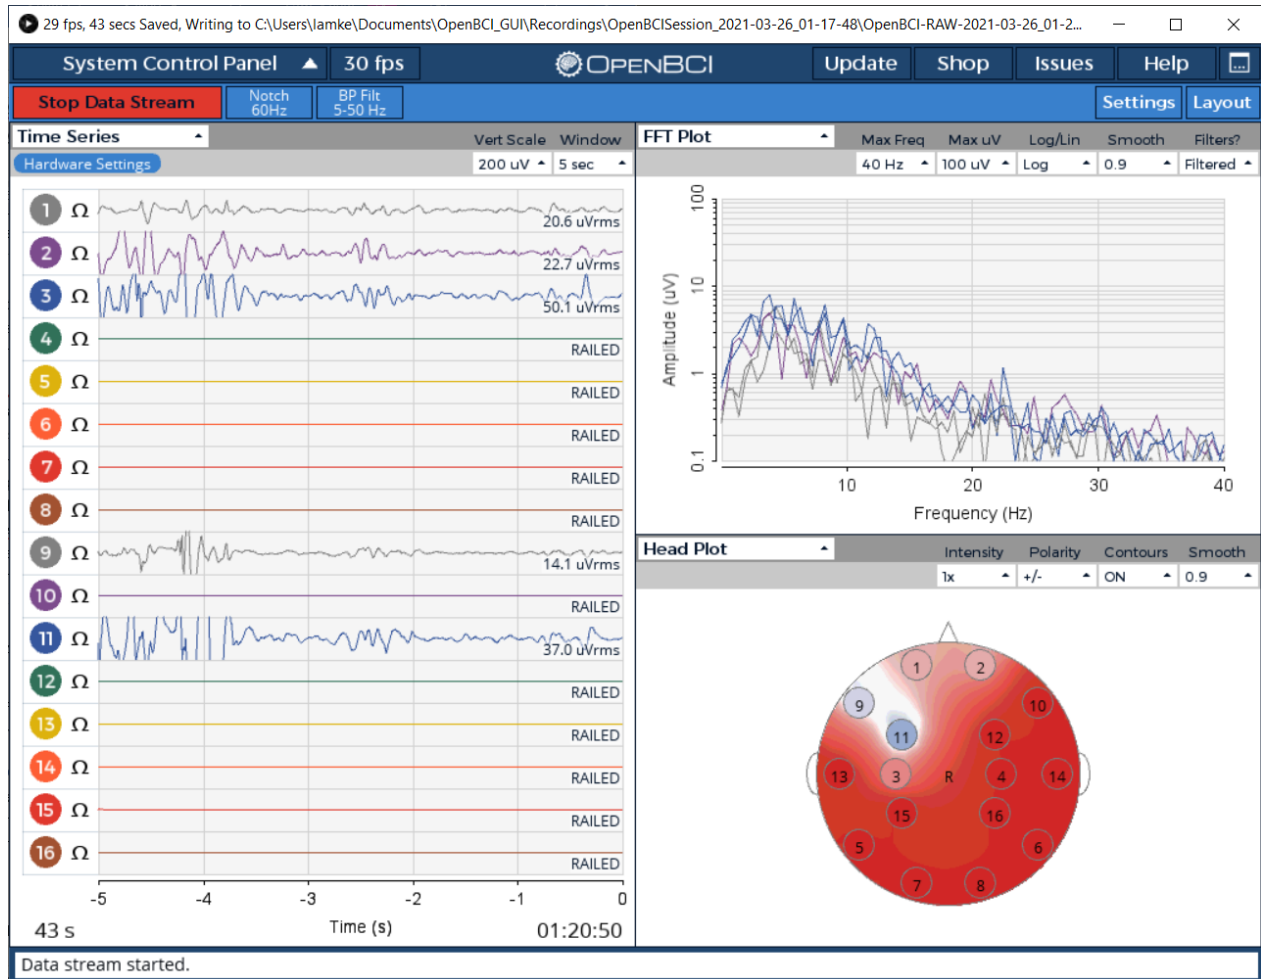 29 fps, 43 secs Saved, Writing to C:\Users\lamke\Documents\OpenBCI_GUI\Recordings\OpenBCISession_2021-03-26_01-17-48\OpenBCI-RAW-2021-03-26_01-2...
System Control Panel 30 fps OPENBCI Update Shop Issues Help
Stop Data Stream Notch 60Hz BP Filt 5-50 Hz Settings Layout
Time Series
Vert Scale Window
Hardware Settings 200 uV 5 sec
1 Ω 20.6 uVrms
2 Ω 22.7 uVrms
3 Ω 50.1 uVrms
4 Ω RAILED
5 Ω RAILED
6 Ω RAILED
7 Ω RAILED
8 Ω RAILED
9 Ω 14.1 uVrms
10 Ω RAILED
11 Ω 37.0 uVrms
12 Ω RAILED
13 Ω RAILED
14 Ω RAILED
15 Ω RAILED
16 Ω RAILED
-5 -4 -3 -2 -1 0
Time (s)
43 s 01:20:50
FFT Plot
Max Freq Max uV Log/Lin Smooth Filters?
40 Hz 100 uV Log 0.9 Filtered
100
10
1
0.1
Amplitude (uV)
10 20 30 40
Frequency (Hz)
Head Plot
Intensity Polarity Contours Smooth
1x +/- ON 0.9
1 2
9 10
11 12
13 3 R 4 14
15 16
5 6
7 8
Data stream started.